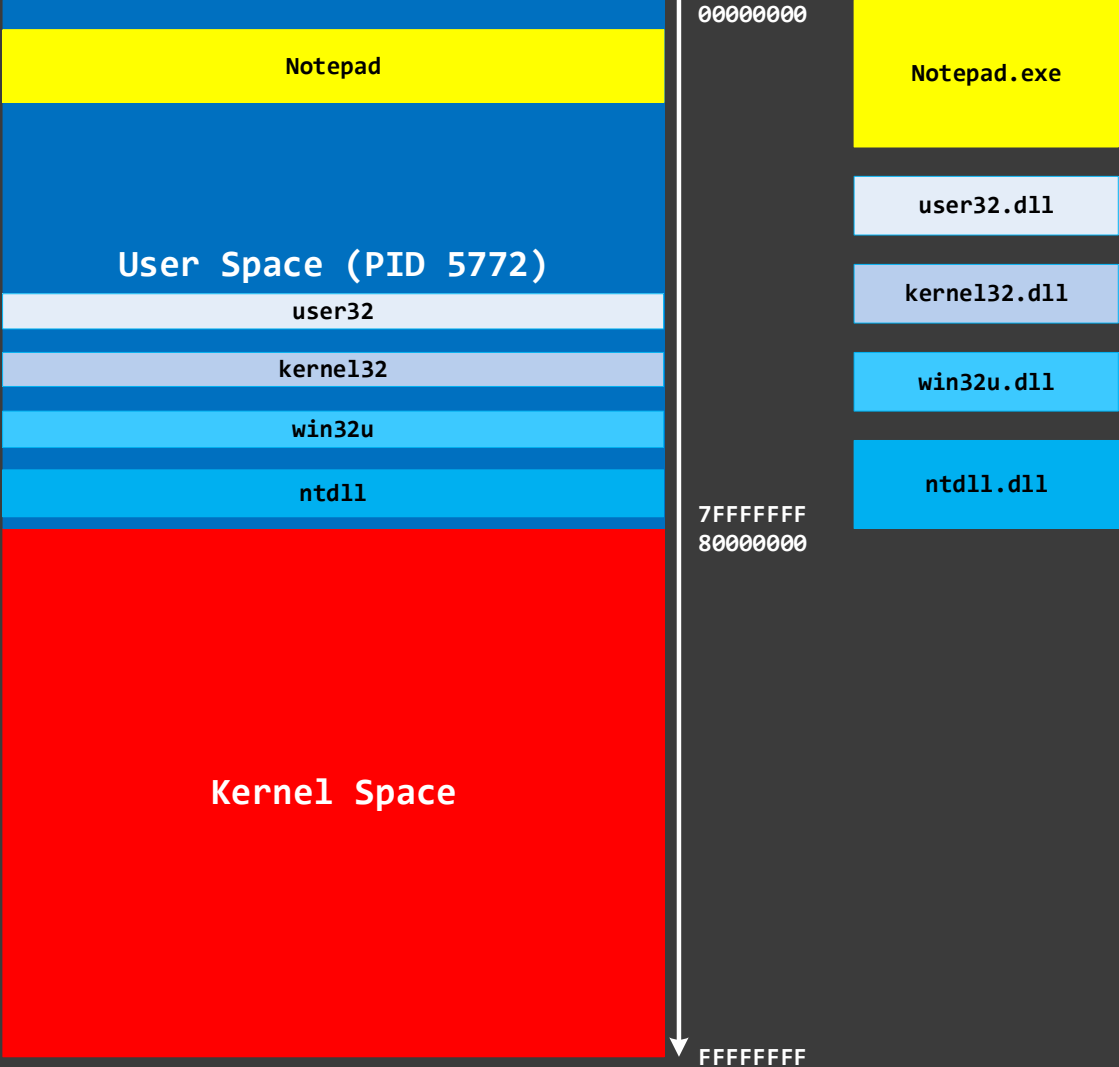 00000000
Notepad
Notepad.exe
user32.dll
User Space (PID 5772)
kernel32.dll
user32
kernel32
win32u.dll
win32u
ntdll
ntdll.dll
7FFFFFFF
80000000
Kernel Space
FFFFFFFF